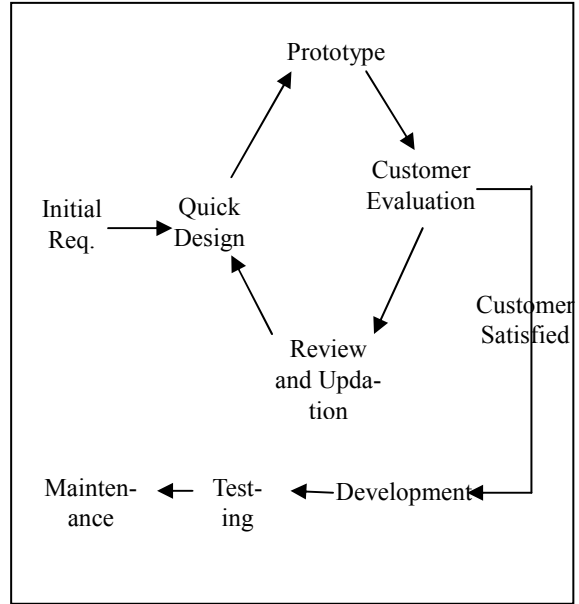 Prototype
Customer
Evaluation
Initial
Req.
Quick
Design
Customer
Satisfied
Review
and Upda-
tion
Mainten-
ance
Test-
ing
Development